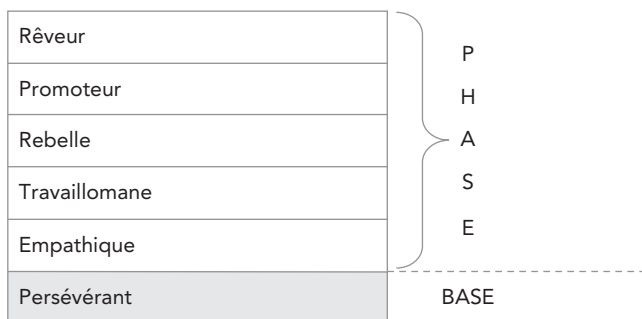 Rêveur
Promoteur
Rebelle
Travaillomane
Empathique
P
H
A
S
E
Persévérant
BASE